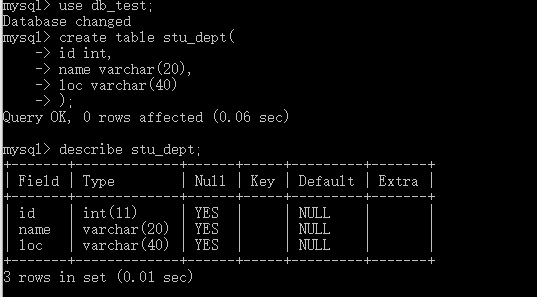 mysql> use db_test;
Database changed
mysql> create table stu_dept(
    -> id int,
    -> name varchar(20),
    -> loc varchar(40)
    -> );
Query OK, 0 rows affected (0.06 sec)

mysql> describe stu_dept;
+-------+-------------+------+-----+---------+-------+
| Field | Type        | Null | Key | Default | Extra |
+-------+-------------+------+-----+---------+-------+
| id    | int(11)     | YES  |     | NULL    |       |
| name  | varchar(20) | YES  |     | NULL    |       |
| loc   | varchar(40) | YES  |     | NULL    |       |
+-------+-------------+------+-----+---------+-------+
3 rows in set (0.01 sec)